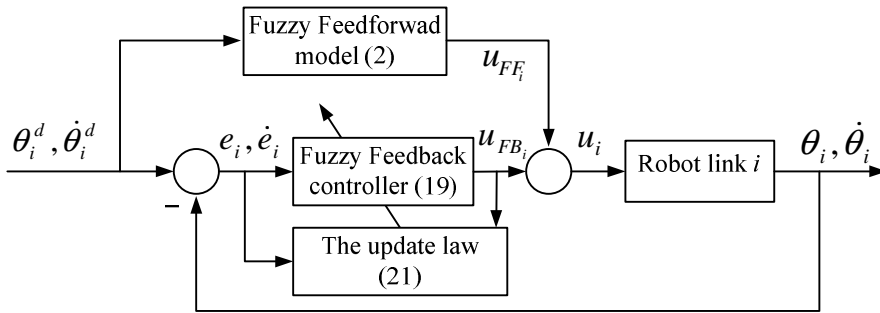 Fuzzy Feedforwad
model (2)
u_{FF_i}
θ_i^d, θ̇_i^d
e_i, ė_i
Fuzzy Feedback
controller (19)
u_{FB_i}
u_i
Robot link i
θ_i, θ̇_i
−
The update law
(21)